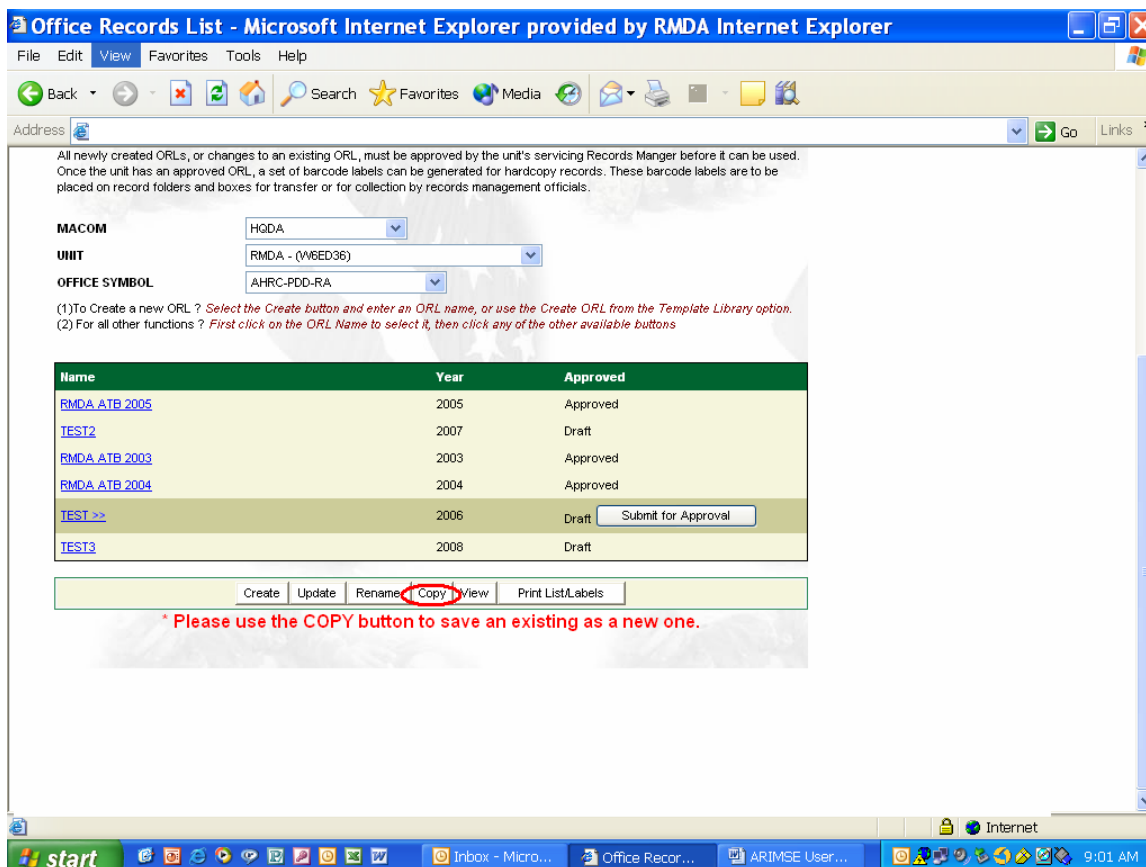 Office Records List - Microsoft Internet Explorer provided by RMDA Internet Explorer
File Edit View Favorites Tools Help
Back Search Favorites Media
Address Go Links
All newly created ORLs, or changes to an existing ORL, must be approved by the unit's servicing Records Manger before it can be used.
Once the unit has an approved ORL, a set of barcode labels can be generated for hardcopy records. These barcode labels are to be
placed on record folders and boxes for transfer or for collection by records management officials.
MACOM HQDA
UNIT RMDA - (W6ED36)
OFFICE SYMBOL AHRC-PDD-RA
(1)To Create a new ORL ? Select the Create button and enter an ORL name, or use the Create ORL from the Template Library option.
(2) For all other functions ? First click on the ORL Name to select it, then click any of the other available buttons
Name Year Approved
RMDA ATB 2005 2005 Approved
TEST2 2007 Draft
RMDA ATB 2003 2003 Approved
RMDA ATB 2004 2004 Approved
TEST >> 2006 Draft Submit for Approval
TEST3 2008 Draft
Create Update Rename Copy View Print List/Labels
* Please use the COPY button to save an existing as a new one.
Internet
start Inbox - Micro... Office Recor... ARIMSE User... 9:01 AM